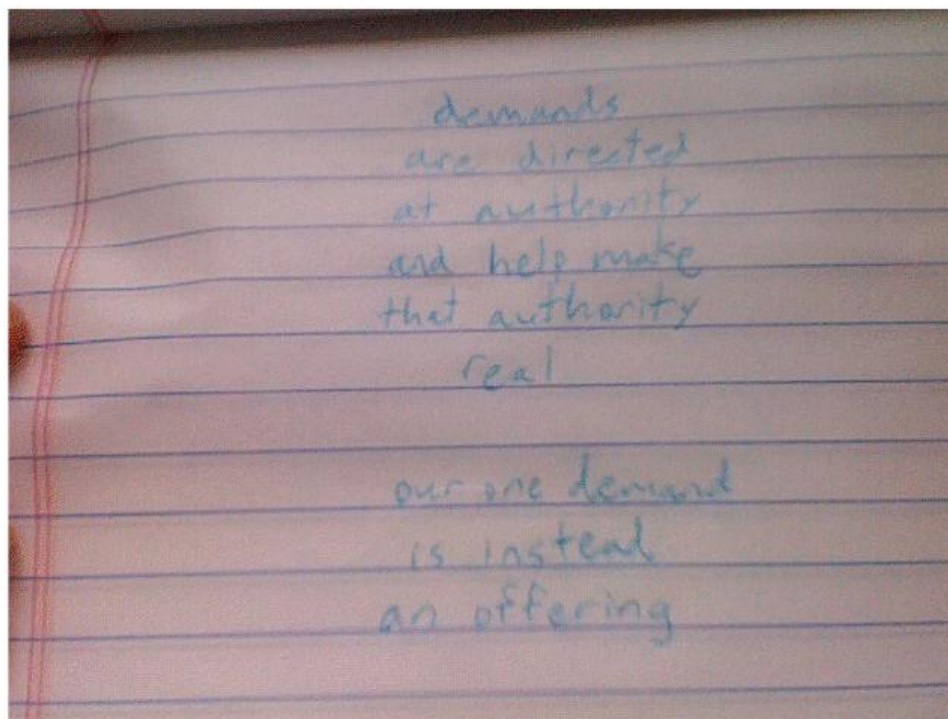 demands
are directed
at authority
and help make
that authority
real
our one demand
is instead
an offering